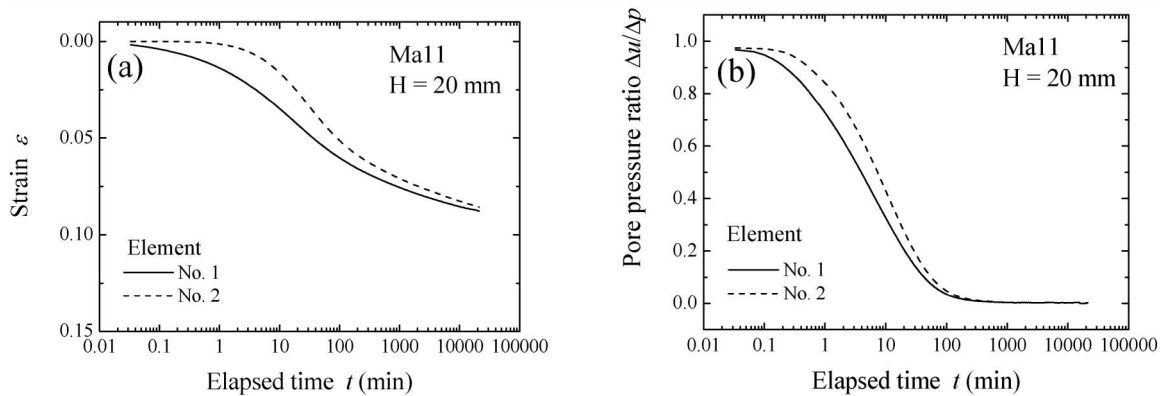 (a)
Ma11
H = 20 mm
0.00
0.05
0.10
0.15
Strain ε
Element
No. 1
No. 2
0.01 0.1 1 10 100 1000 10000 100000
Elapsed time t (min)
(b)
Ma11
H = 20 mm
1.0
0.8
0.6
0.4
0.2
0.0
Pore pressure ratio Δu/Δp
Element
No. 1
No. 2
0.01 0.1 1 10 100 1000 10000 100000
Elapsed time t (min)